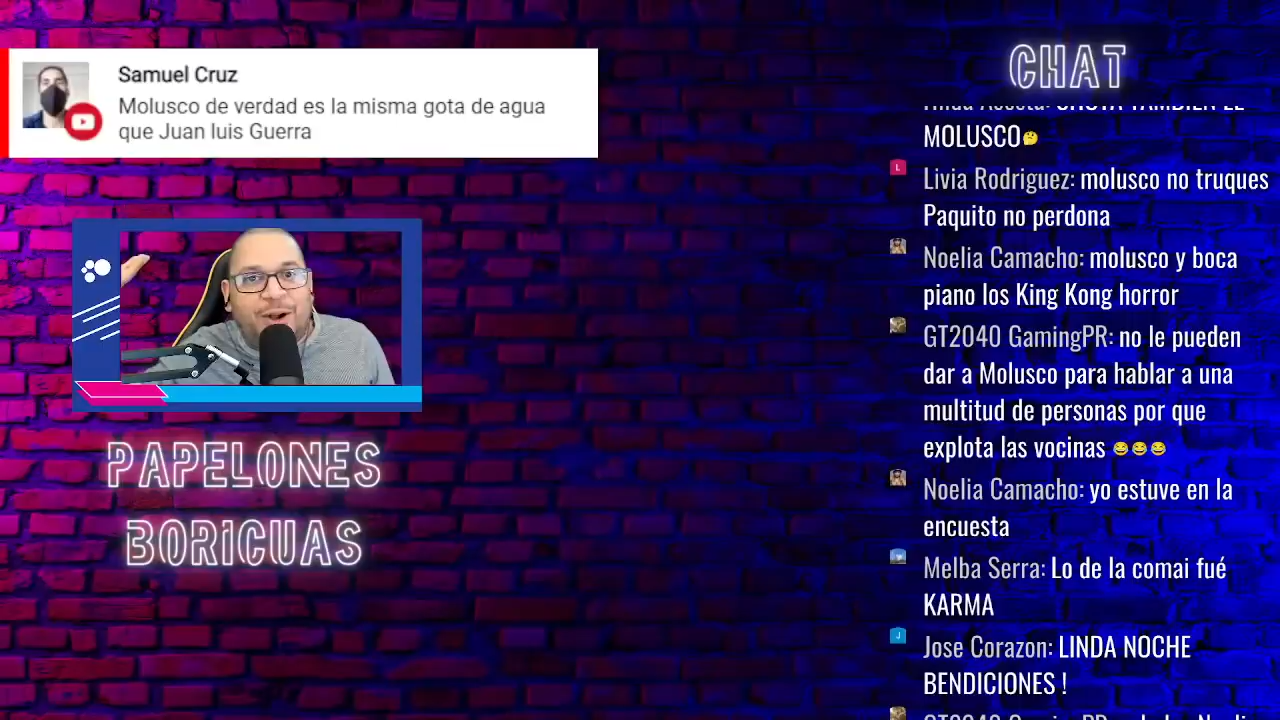 Samuel Cruz
Molusco de verdad es la misma gota de agua
que Juan luis Guerra
PAPELONES
BORICUAS
CHAT
MOLUSCO🤔
L
Livia Rodriguez: molusco no truques
Paquito no perdona
Noelia Camacho: molusco y boca
piano los King Kong horror
GT2040 GamingPR: no le pueden
dar a Molusco para hablar a una
multitud de personas por que
explota las vocinas 😂😂😂
Noelia Camacho: yo estuve en la
encuesta
Melba Serra: Lo de la comai fué
KARMA
J
Jose Corazon: LINDA NOCHE
BENDICIONES !